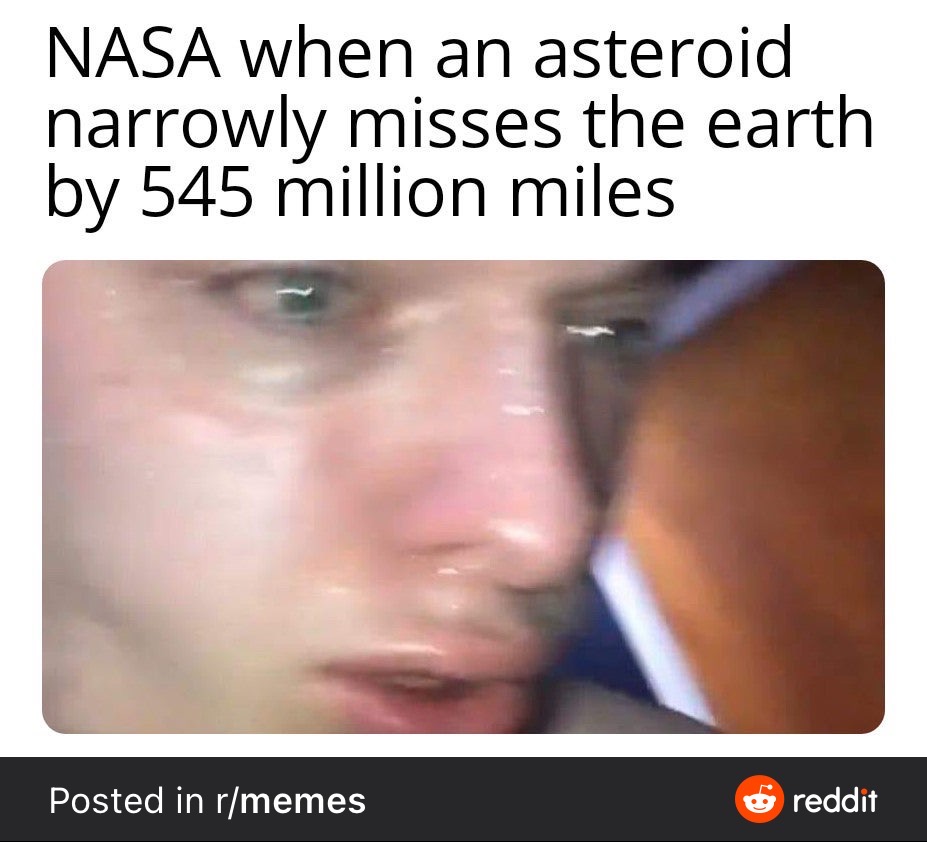 NASA when an asteroid
narrowly misses the earth
by 545 million miles
Posted in r/memes
reddit